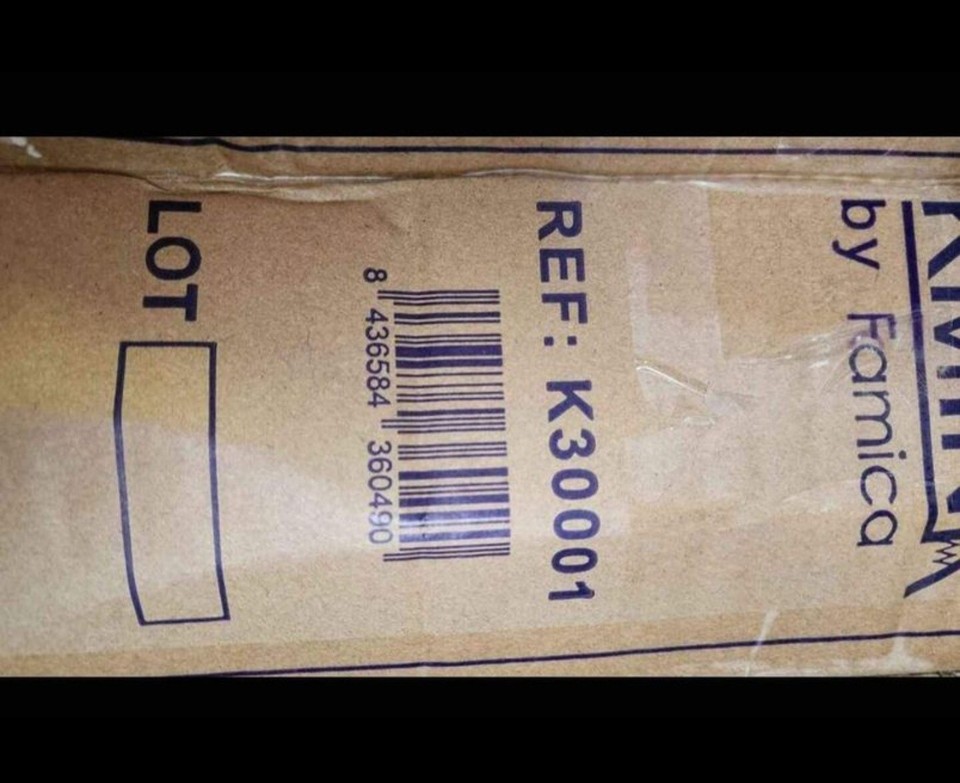 by Famica
REF: K30001
8 436584 360490
LOT